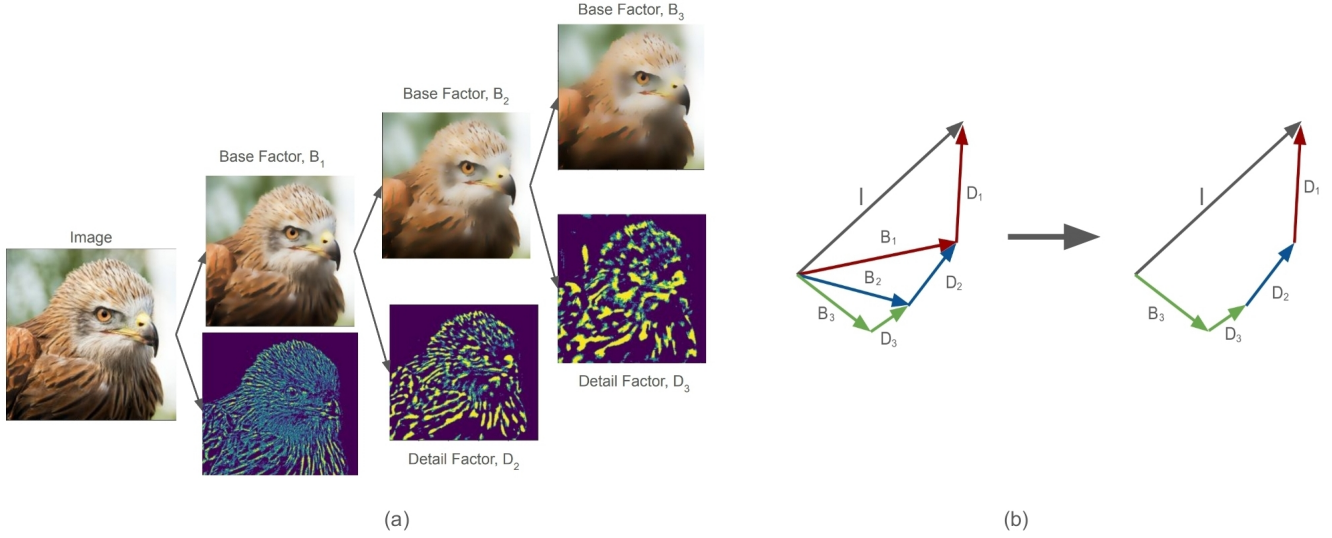 Base Factor, B₃
Base Factor, B₂
Base Factor, B₁
Image
Detail Factor, D₃
Detail Factor, D₂
(a)
I
D₁
B₁
B₂
D₂
B₃
D₃
I
D₁
D₂
B₃
D₃
(b)